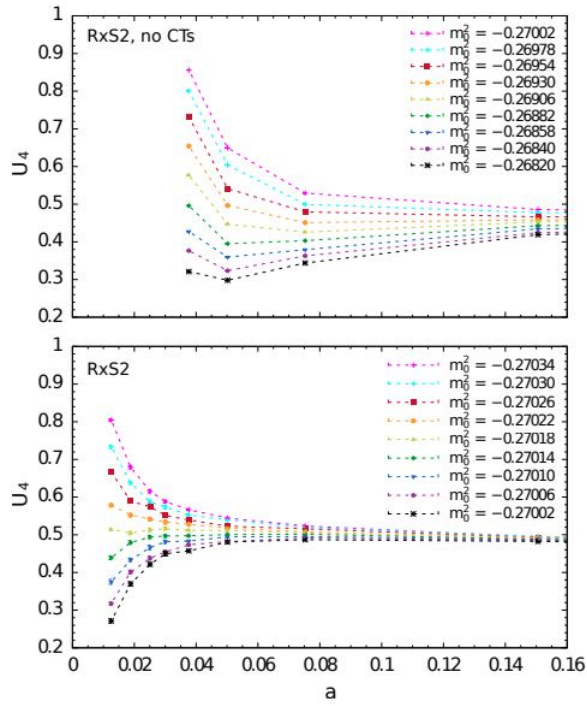 RxS2, no CTs
m₀² = −0.27002
m₀² = −0.26978
m₀² = −0.26954
m₀² = −0.26930
m₀² = −0.26906
m₀² = −0.26882
m₀² = −0.26858
m₀² = −0.26840
m₀² = −0.26820
1
0.9
0.8
0.7
0.6
0.5
0.4
0.3
0.2
U₄
RxS2
m₀² = −0.27034
m₀² = −0.27030
m₀² = −0.27026
m₀² = −0.27022
m₀² = −0.27018
m₀² = −0.27014
m₀² = −0.27010
m₀² = −0.27006
m₀² = −0.27002
1
0.9
0.8
0.7
0.6
0.5
0.4
0.3
0.2
U₄
0 0.02 0.04 0.06 0.08 0.10 0.12 0.14 0.16
a